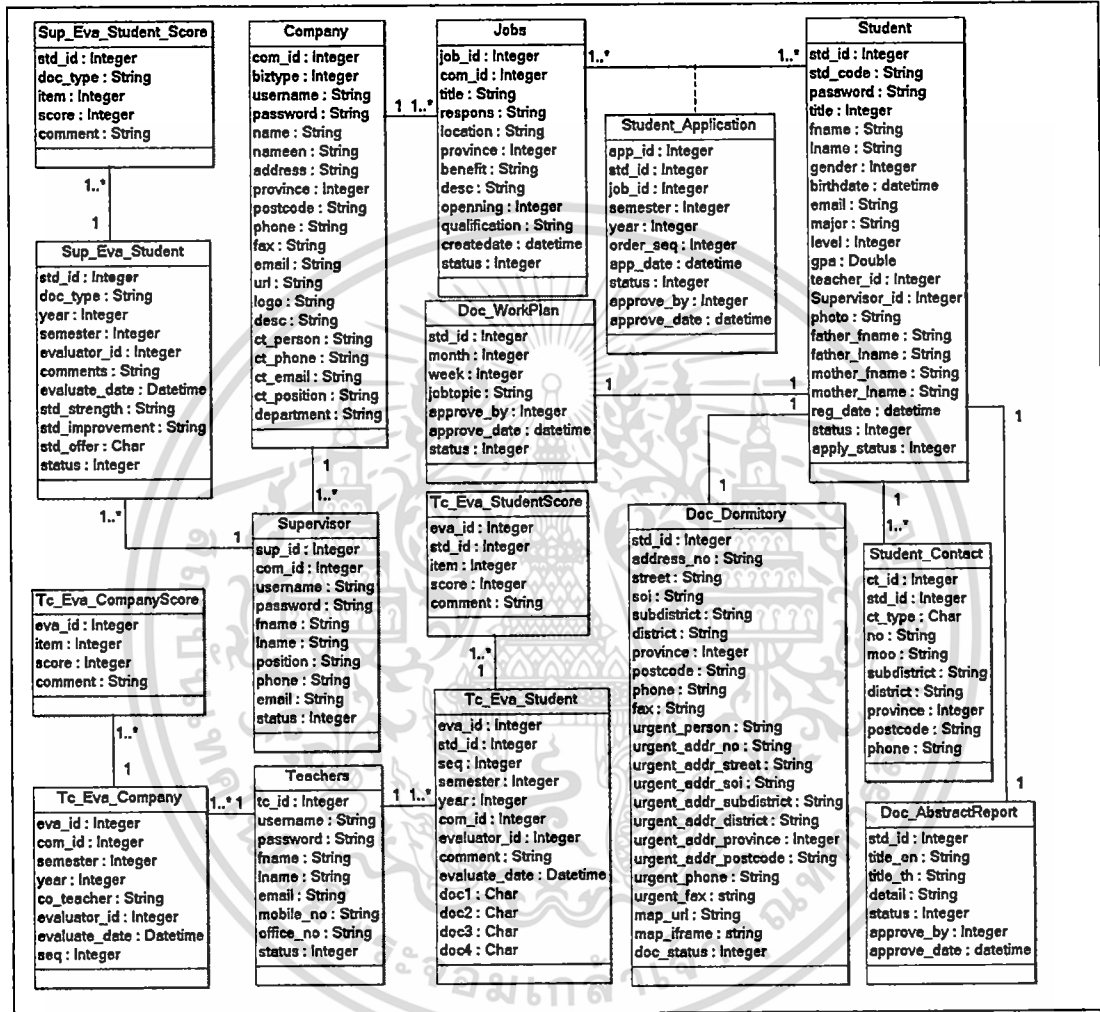 Sup_Eva_Student_Score
std_id : Integer
doc_type : String
item : Integer
score : Integer
comment : String
1..*
1
Sup_Eva_Student
std_id : Integer
doc_type : String
year : Integer
semester : Integer
evaluator_id : Integer
comments : String
evaluate_date : Datetime
std_strength : String
std_improvement : String
std_offer : Char
status : Integer
1..*
1
Company
com_id : Integer
biztype : Integer
username : String
password : String
name : String
nameen : String
address : String
province : Integer
postcode : String
phone : String
fax : String
email : String
url : String
logo : String
desc : String
ct_person : String
ct_phone : String
ct_email : String
ct_position : String
department : String
1 1..*
1
1..*
Jobs
job_id : Integer
com_id : Integer
title : String
respons : String
location : String
province : Integer
benefit : String
desc : String
openning : Integer
qualification : String
createdate : datetime
status : Integer
1..*
1..*
Student_Application
app_id : Integer
std_id : Integer
job_id : Integer
semester : Integer
year : Integer
order_seq : Integer
app_date : datetime
status : Integer
approve_by : Integer
approve_date : datetime
Student
std_id : Integer
std_code : String
password : String
title : Integer
fname : String
lname : String
gender : Integer
birthdate : datetime
email : String
major : String
level : Integer
gpa : Double
teacher_id : Integer
Supervisor_id : Integer
photo : String
father_fname : String
father_lname : String
mother_fname : String
mother_lname : String
reg_date : datetime
status : Integer
apply_status : Integer
Doc_WorkPlan
std_id : Integer
month : Integer
week : Integer
jobtopic : String
approve_by : Integer
approve_date : datetime
status : Integer
1
1
1
1
1
1
1..*
1
Supervisor
sup_id : Integer
com_id : Integer
username : String
password : String
fname : String
lname : String
position : String
phone : String
email : String
status : Integer
Tc_Eva_StudentScore
eva_id : Integer
std_id : Integer
item : Integer
score : Integer
comment : String
1..*
1
Doc_Dormitory
std_id : Integer
address_no : String
street : String
soi : String
subdistrict : String
district : String
province : Integer
postcode : String
phone : String
fax : String
urgent_person : String
urgent_addr_no : String
urgent_addr_street : String
urgent_addr_soi : String
urgent_addr_subdistrict : String
urgent_addr_district : String
urgent_addr_province : Integer
urgent_addr_postcode : String
urgent_phone : String
urgent_fax : string
map_url : String
map_iframe : string
doc_status : Integer
Student_Contact
ct_id : Integer
std_id : Integer
ct_type : Char
no : String
moo : String
subdistrict : String
district : String
province : Integer
postcode : String
phone : String
Tc_Eva_CompanyScore
eva_id : Integer
item : Integer
score : Integer
comment : String
1..*
1
Tc_Eva_Company
eva_id : Integer
com_id : Integer
semester : Integer
year : Integer
co_teacher : String
evaluator_id : Integer
evaluate_date : Datetime
seq : Integer
1..* 1
Teachers
tc_id : Integer
username : String
password : String
fname : String
lname : String
email : String
mobile_no : String
office_no : String
status : Integer
1 1..*
Tc_Eva_Student
eva_id : Integer
std_id : Integer
seq : Integer
semester : Integer
year : Integer
com_id : Integer
evaluator_id : Integer
comment : String
evaluate_date : Datetime
doc1 : Char
doc2 : Char
doc3 : Char
doc4 : Char
Doc_AbstractReport
std_id : Integer
title_en : String
title_th : String
detail : String
status : Integer
approve_by : Integer
approve_date : datetime